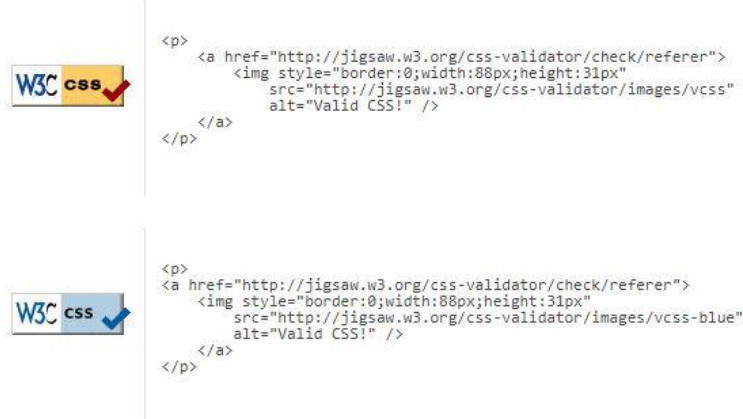 <p>
    <a href="http://jigsaw.w3.org/css-validator/check/referer">
        <img style="border:0;width:88px;height:31px"
            src="http://jigsaw.w3.org/css-validator/images/vcss"
            alt="Valid CSS!" />
    </a>
</p>
W3C css
<p>
<a href="http://jigsaw.w3.org/css-validator/check/referer">
    <img style="border:0;width:88px;height:31px"
        src="http://jigsaw.w3.org/css-validator/images/vcss-blue"
        alt="Valid CSS!" />
    </a>
</p>
W3C css